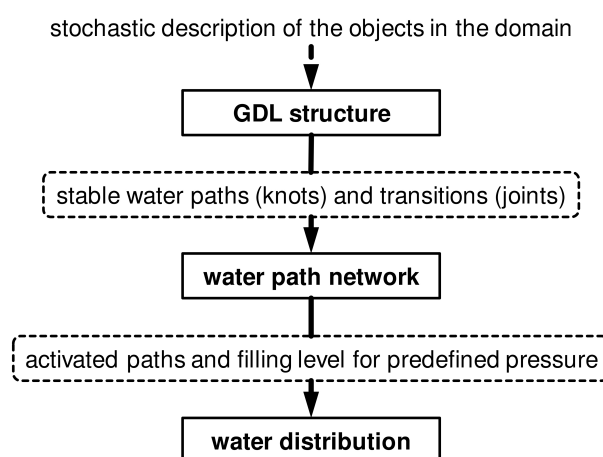 stochastic description of the objects in the domain
GDL structure
stable water paths (knots) and transitions (joints)
water path network
activated paths and filling level for predefined pressure
water distribution